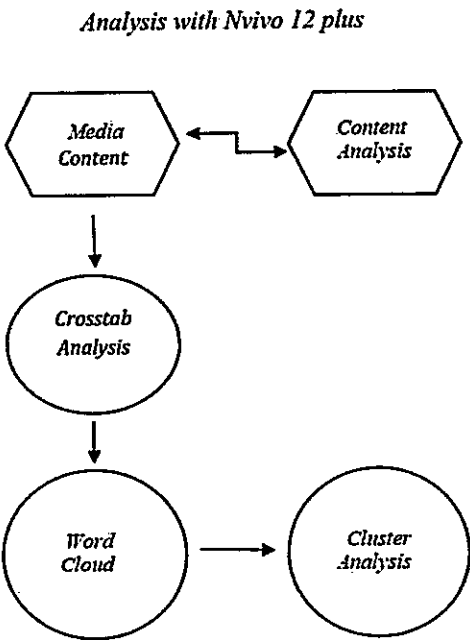 Analysis with Nvivo 12 plus
Media
Content
Content
Analysis
Crosstab
Analysis
Word
Cloud
Cluster
Analysis